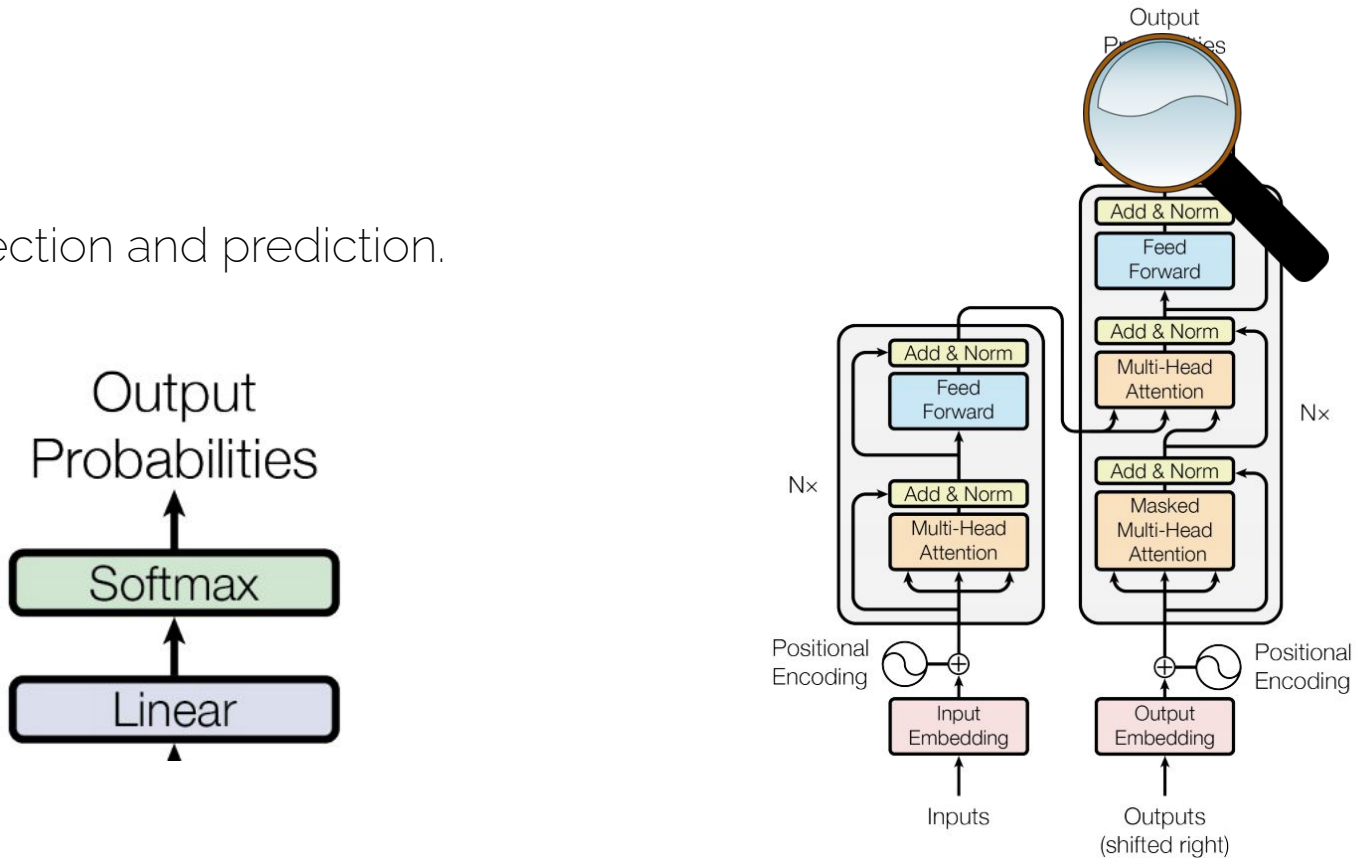 ection and prediction.
Output
Probabilities
Softmax
Linear
Output
Add & Norm
Feed
Forward
Add & Norm
Multi-Head
Attention
Nx
Add & Norm
Masked
Multi-Head
Attention
Add & Norm
Feed
Forward
Nx
Add & Norm
Multi-Head
Attention
Positional
Encoding
Positional
Encoding
Input
Embedding
Output
Embedding
Inputs
Outputs
(shifted right)